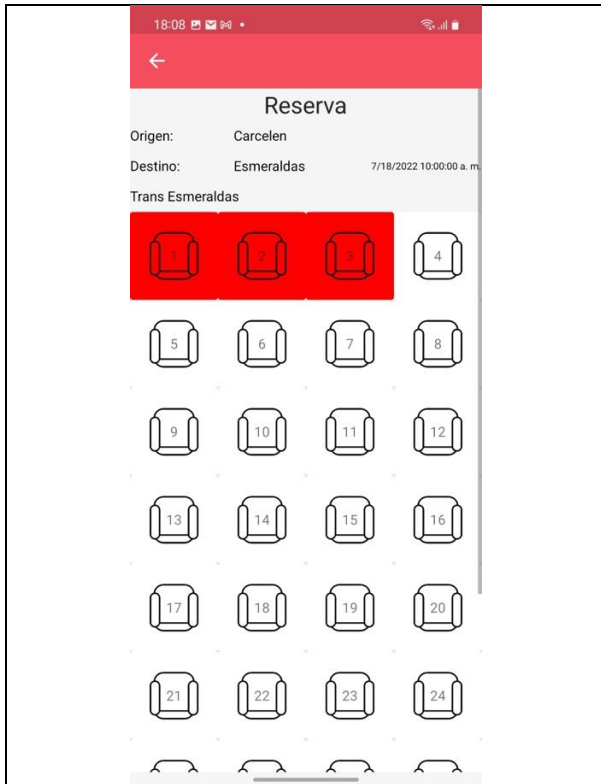 18:08
Reserva
Origen: Carcelen
Destino: Esmeraldas 7/18/2022 10:00:00 a. m.
Trans Esmeraldas
1 2 3 4
5 6 7 8
9 10 11 12
13 14 15 16
17 18 19 20
21 22 23 24